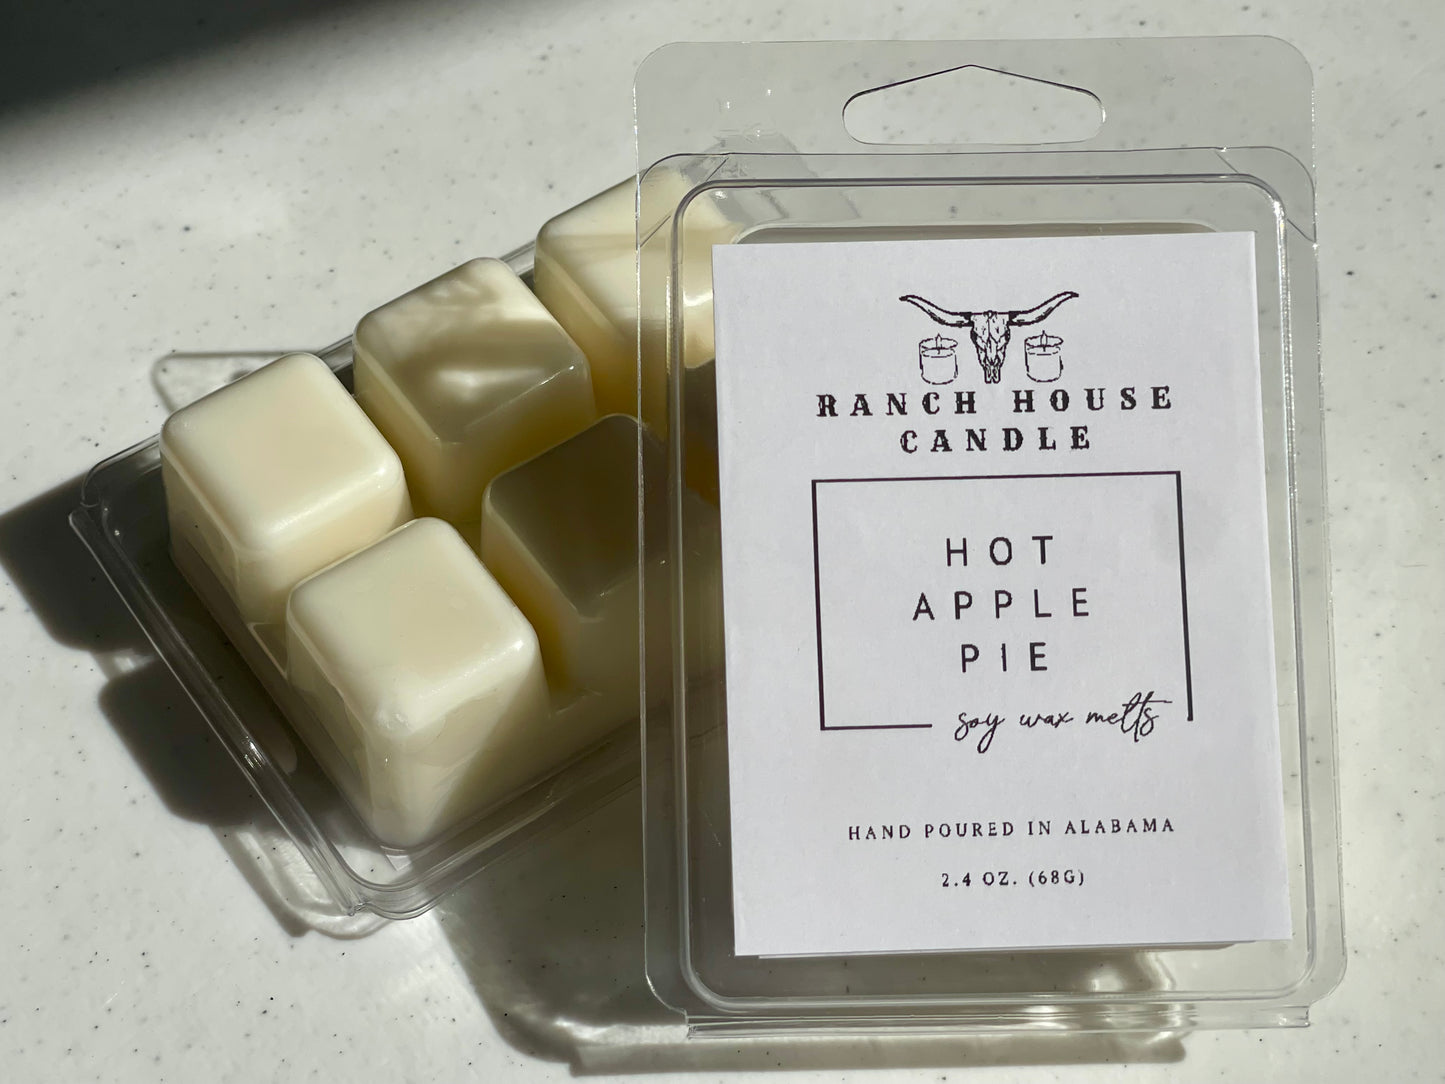 RANCH HOUSE
CANDLE
HOT
APPLE
PIE
soy wax melts
HAND POURED IN ALABAMA
2.4 OZ. (68G)